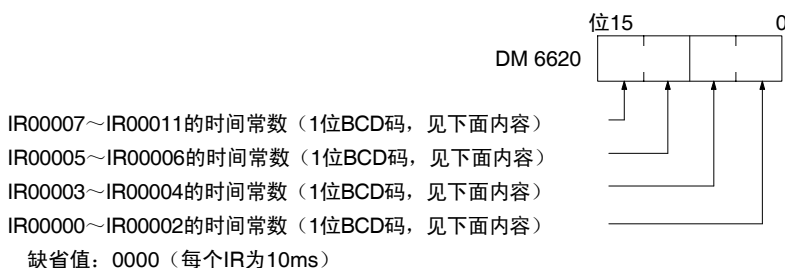 位15 0
DM 6620
IR00007～IR00011的时间常数（1位BCD码，见下面内容）
IR00005～IR00006的时间常数（1位BCD码，见下面内容）
IR00003～IR00004的时间常数（1位BCD码，见下面内容）
IR00000～IR00002的时间常数（1位BCD码，见下面内容）
缺省值：0000（每个IR为10ms）